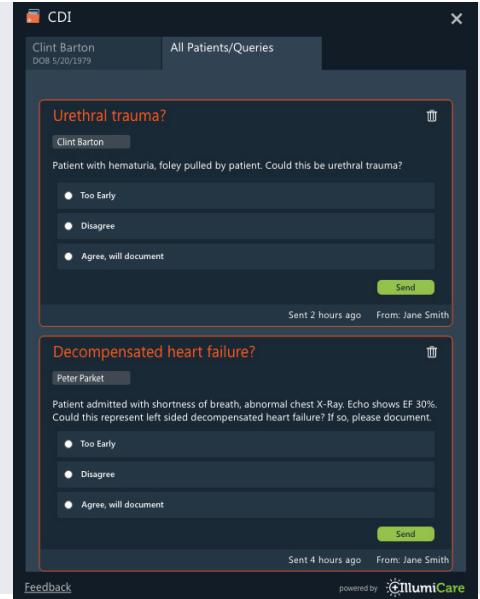 CDI
Clint Barton
DOB 5/20/1979
All Patients/Queries
Urethral trauma?
Clint Barton
Patient with hematuria, foley pulled by patient. Could this be urethral trauma?
Too Early
Disagree
Agree, will document
Send
Sent 2 hours ago From: Jane Smith
Decompensated heart failure?
Peter Parket
Patient admitted with shortness of breath, abnormal chest X-Ray. Echo shows EF 30%.
Could this represent left sided decompensated heart failure? If so, please document.
Too Early
Disagree
Agree, will document
Send
Sent 4 hours ago From: Jane Smith
Feedback
powered by IllumiCare